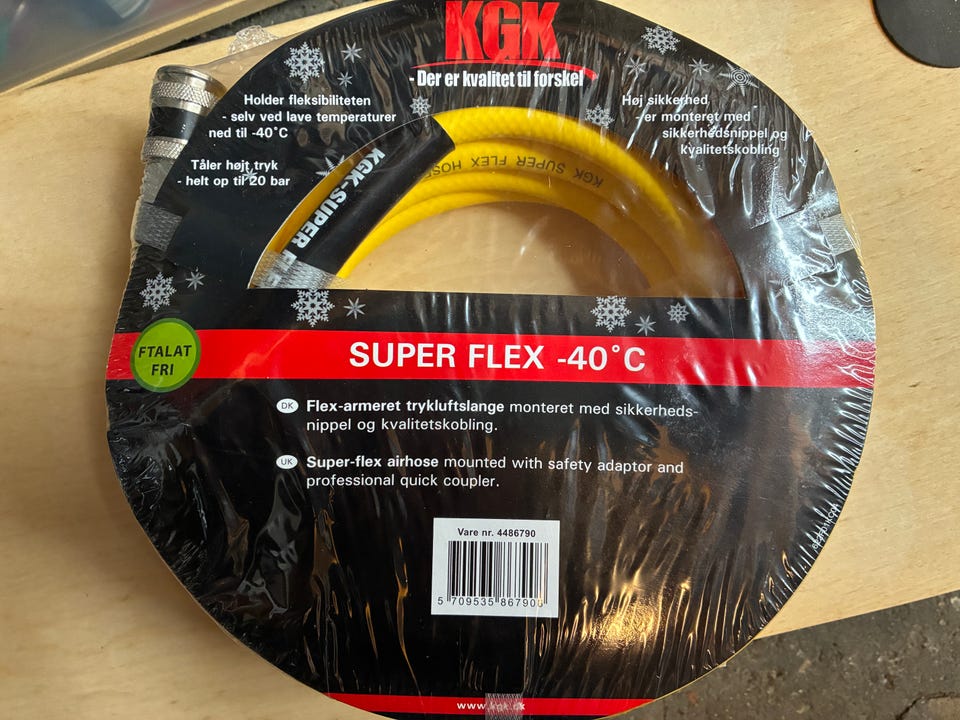 KGK
- Der er kvalitet til forskel
Holder fleksibiliteten
- selv ved lave temperaturer
ned til -40°C
Tåler højt tryk
- helt op til 20 bar
Høj sikkerhed
- er monteret med
sikkerhedsnippel og
kvalitetskobling
KGK-SUPER
KGK SUPER FLEX HOSE
FTALAT
FRI
SUPER FLEX -40°C
DK Flex-armeret trykluftslange monteret med sikkerheds-
nippel og kvalitetskobling.
UK Super-flex airhose mounted with safety adaptor and
professional quick coupler.
Vare nr. 4486790
5 709535 867900
www.kgk.dk